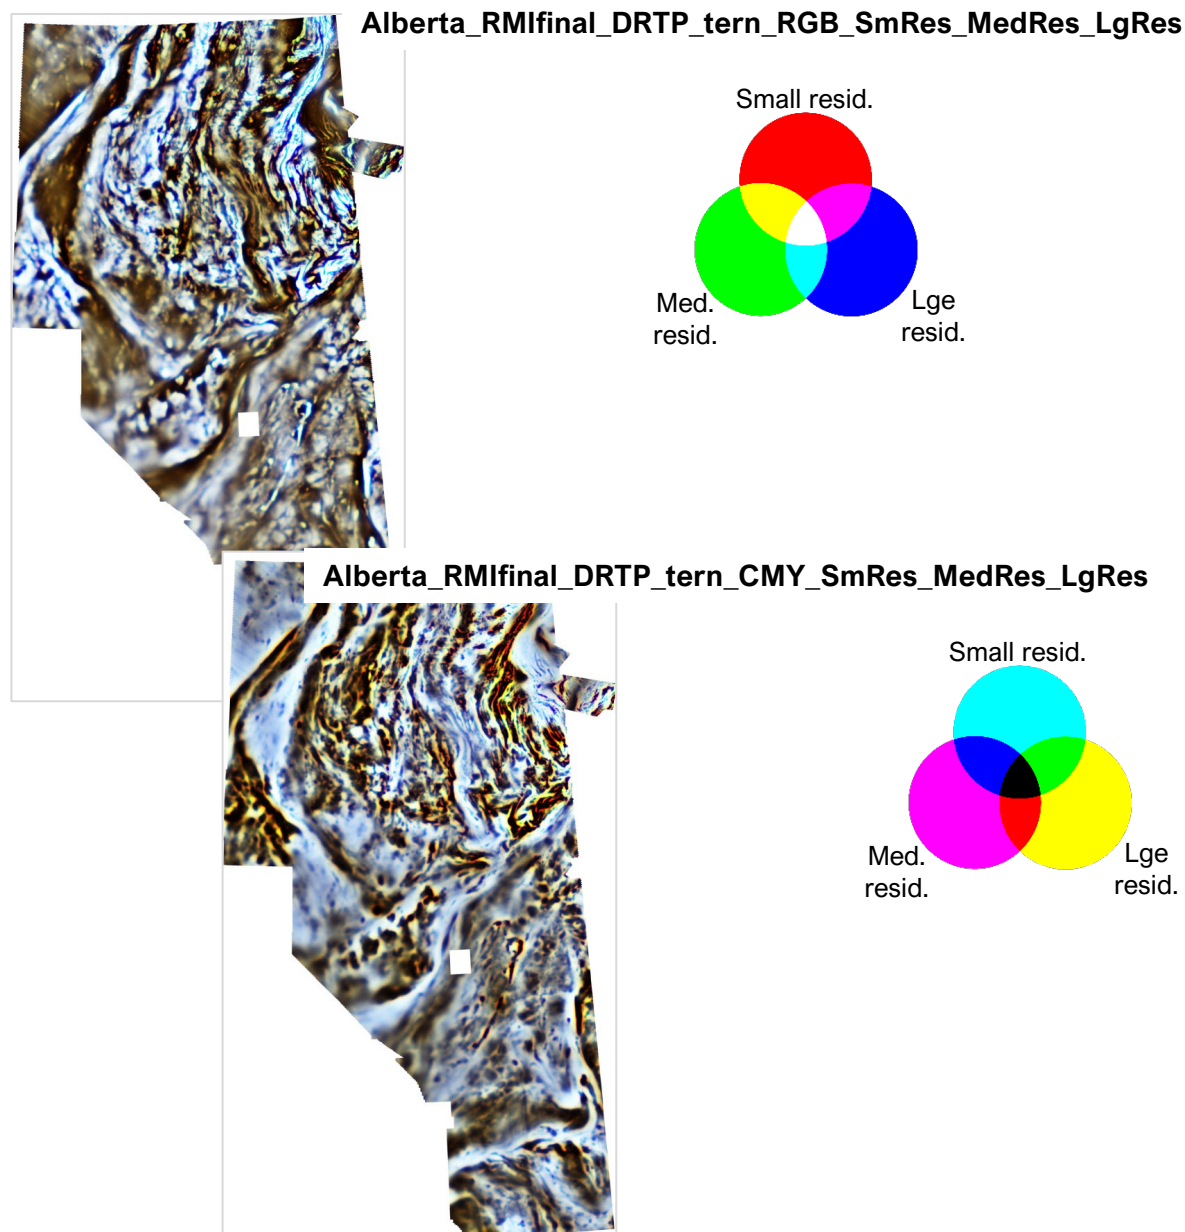 Alberta_RMIfinal_DRTP_tern_RGB_SmRes_MedRes_LgRes
Small resid.
Med.
resid.
Lge
resid.
Alberta_RMIfinal_DRTP_tern_CMY_SmRes_MedRes_LgRes
Small resid.
Med.
resid.
Lge
resid.